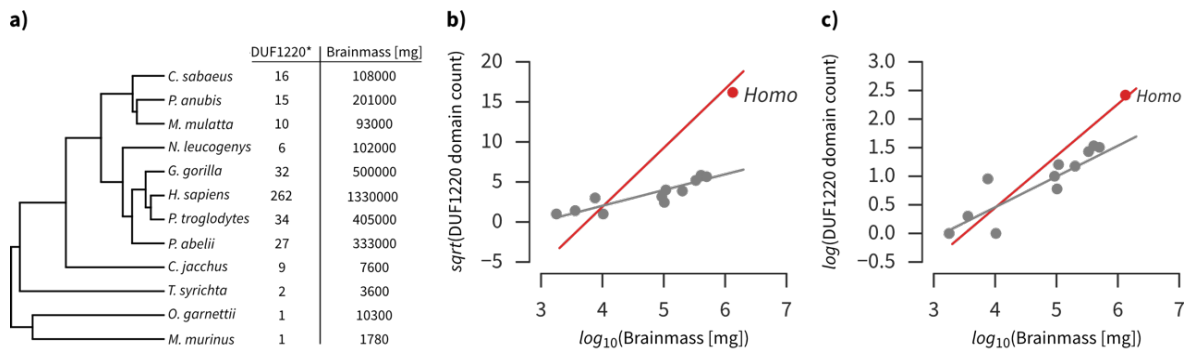 a)
DUF1220* Brainmass [mg]
C. sabaeus 16 108000
P. anubis 15 201000
M. mulatta 10 93000
N. leucogenys 6 102000
G. gorilla 32 500000
H. sapiens 262 1330000
P. troglodytes 34 405000
P. abelii 27 333000
C. jacchus 9 7600
T. syrichta 2 3600
O. garnettii 1 10300
M. murinus 1 1780
b)
sqrt(DUF1220 domain count)
20
15
10
5
0
−5
Homo
3 4 5 6 7
log10(Brainmass [mg])
c)
log(DUF1220 domain count)
3.0
2.5
2.0
1.5
1.0
0.5
0.0
−0.5
Homo
3 4 5 6 7
log10(Brainmass [mg])